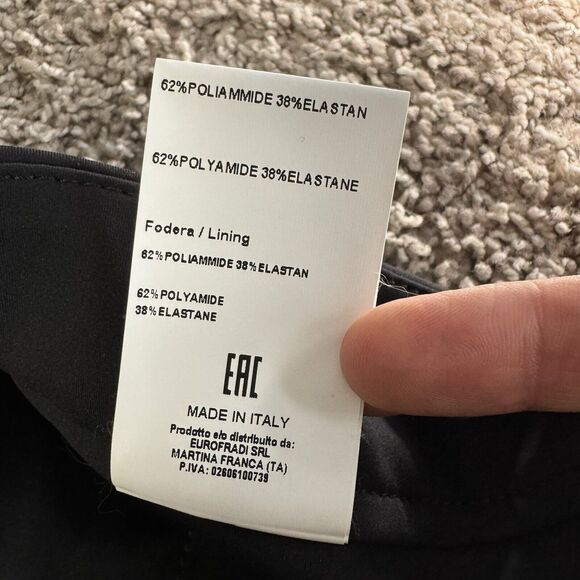 62%POLIAMMIDE 38%ELASTAN
62%POLYAMIDE 38%ELASTANE
Fodera / Lining
62%POLIAMMIDE 38%ELASTAN
62%POLYAMIDE
38%ELASTANE
EAC
MADE IN ITALY
Prodotto e/o distribuito da:
EUROFRADI SRL
MARTINA FRANCA (TA)
P.IVA: 02606100739